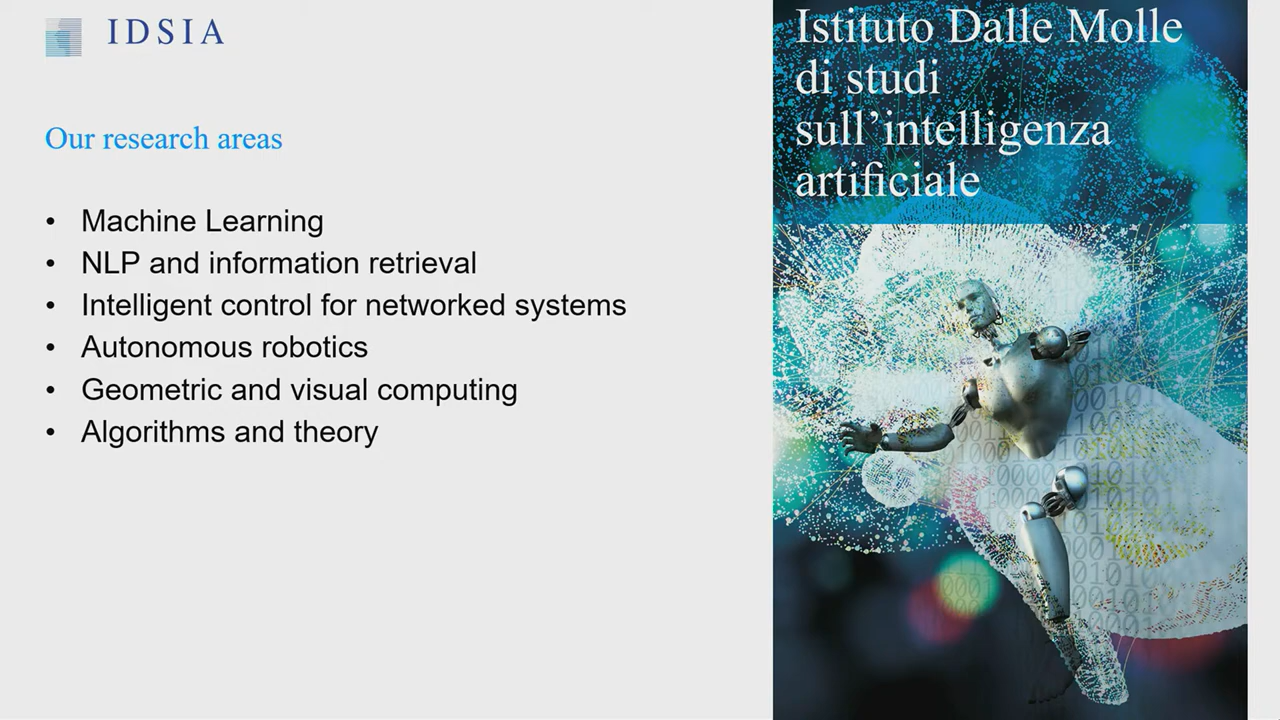 IDSIA
Our research areas
• Machine Learning
• NLP and information retrieval
• Intelligent control for networked systems
• Autonomous robotics
• Geometric and visual computing
• Algorithms and theory
Istituto Dalle Molle
di studi
sull’intelligenza
artificiale